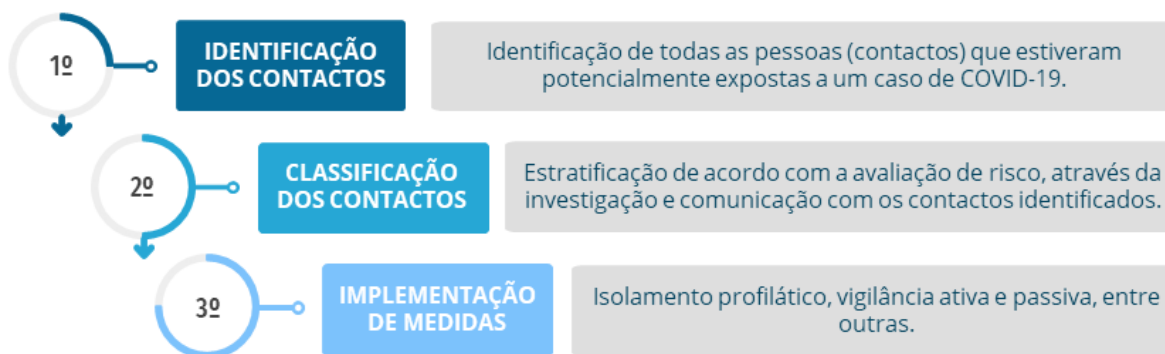 1º
IDENTIFICAÇÃO
DOS CONTACTOS
Identificação de todas as pessoas (contactos) que estiveram
potencialmente expostas a um caso de COVID-19.
2º
CLASSIFICAÇÃO
DOS CONTACTOS
Estratificação de acordo com a avaliação de risco, através da
investigação e comunicação com os contactos identificados.
3º
IMPLEMENTAÇÃO
DE MEDIDAS
Isolamento profilático, vigilância ativa e passiva, entre
outras.